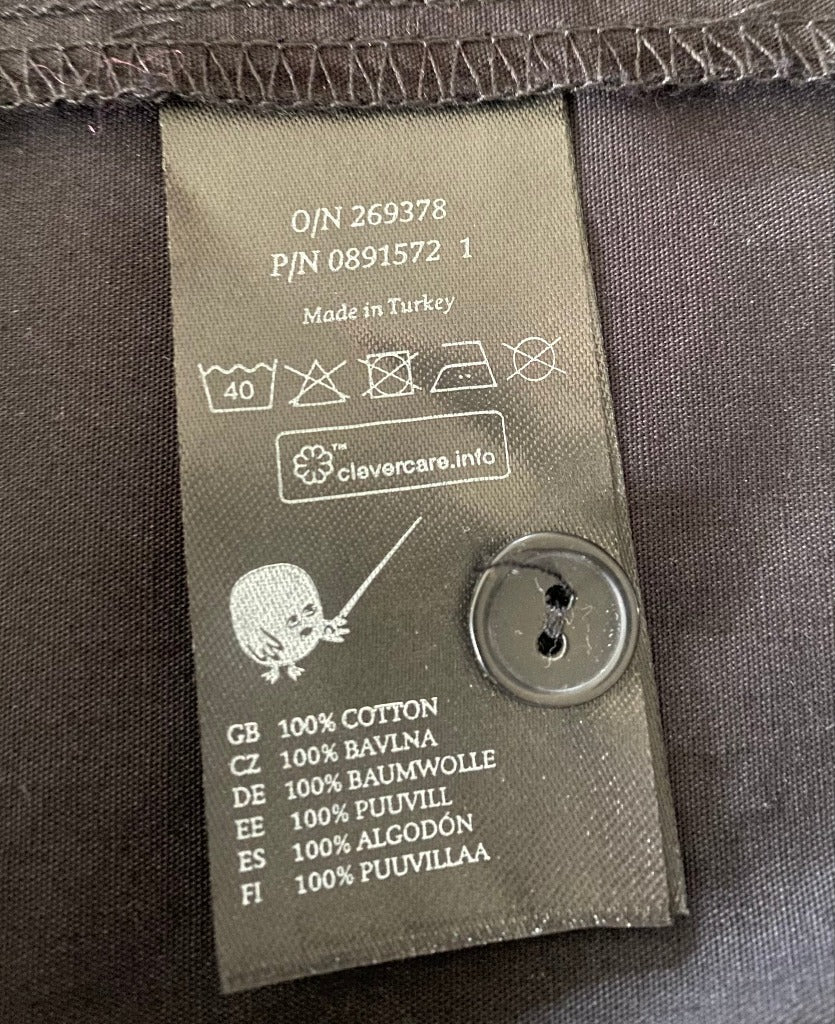 O/N 269378
P/N 0891572 1
Made in Turkey
40
™
clevercare.info
GB 100% COTTON
CZ 100% BAVLNA
DE 100% BAUMWOLLE
EE 100% PUUVILL
ES 100% ALGODÓN
FI 100% PUUVILLAA